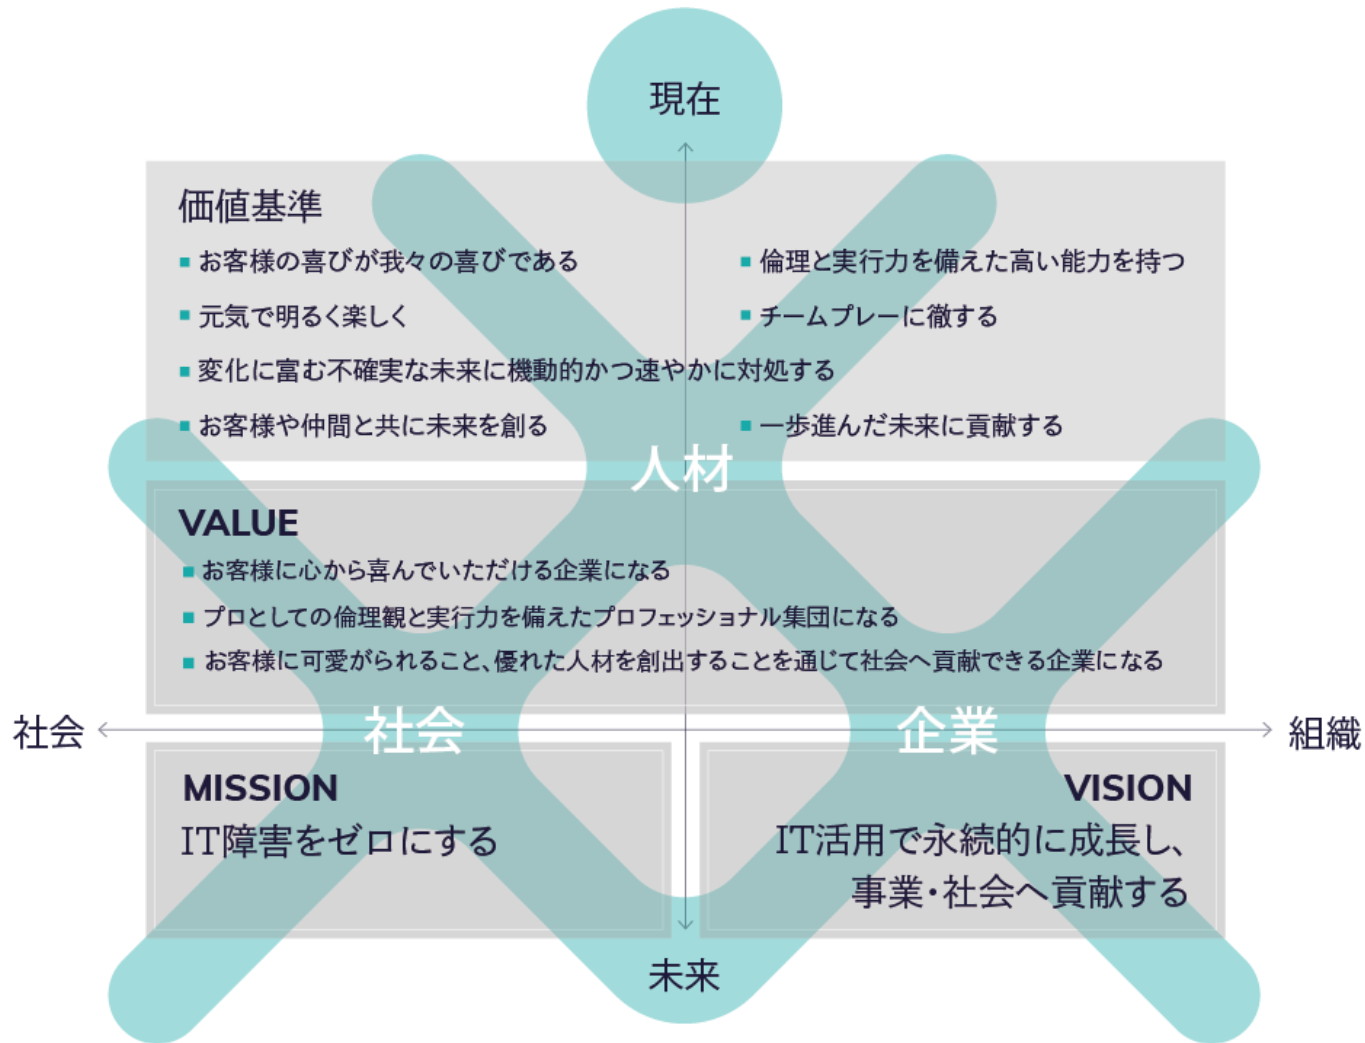 現在
価値基準
お客様の喜びが我々の喜びである
倫理と実行力を備えた高い能力を持つ
元気で明るく楽しく
チームプレーに徹する
変化に富む不確実な未来に機動的かつ速やかに対処する
お客様や仲間と共に未来を創る
一歩進んだ未来に貢献する
人材
VALUE
お客様に心から喜んでいただける企業になる
プロとしての倫理観と実行力を備えたプロフェッショナル集団になる
お客様に可愛がられること、優れた人材を創出することを通じて社会へ貢献できる企業になる
社会
社会
企業
組織
MISSION
IT障害をゼロにする
VISION
IT活用で永続的に成長し、
事業・社会へ貢献する
未来